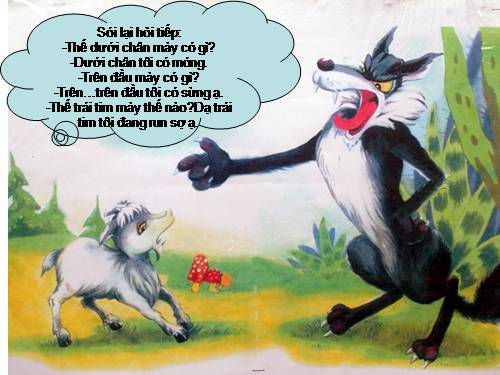 Sói lại hỏi tiếp:
-Thế dưới chân mày có gì?
-Dưới chân tôi có móng.
-Trên đầu mày có gì?
-Trên…trên đầu tôi có sừng ạ.
-Thế trái tim mày thế nào?Dạ trái
tim tôi đang run sợ ạ